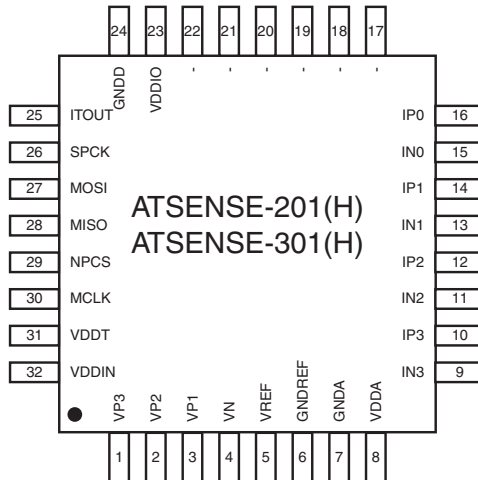 24 23 22 21 20 19 18 17
GNDD VDDIO - - - - - -
25 ITOUT IP0 16
26 SPCK IN0 15
27 MOSI IP1 14
28 MISO IN1 13
29 NPCS IP2 12
30 MCLK IN2 11
31 VDDT IP3 10
32 VDDIN IN3 9
ATSENSE-201(H)
ATSENSE-301(H)
VP3 VP2 VP1 VN VREF GNDREF GNDA VDDA
1 2 3 4 5 6 7 8